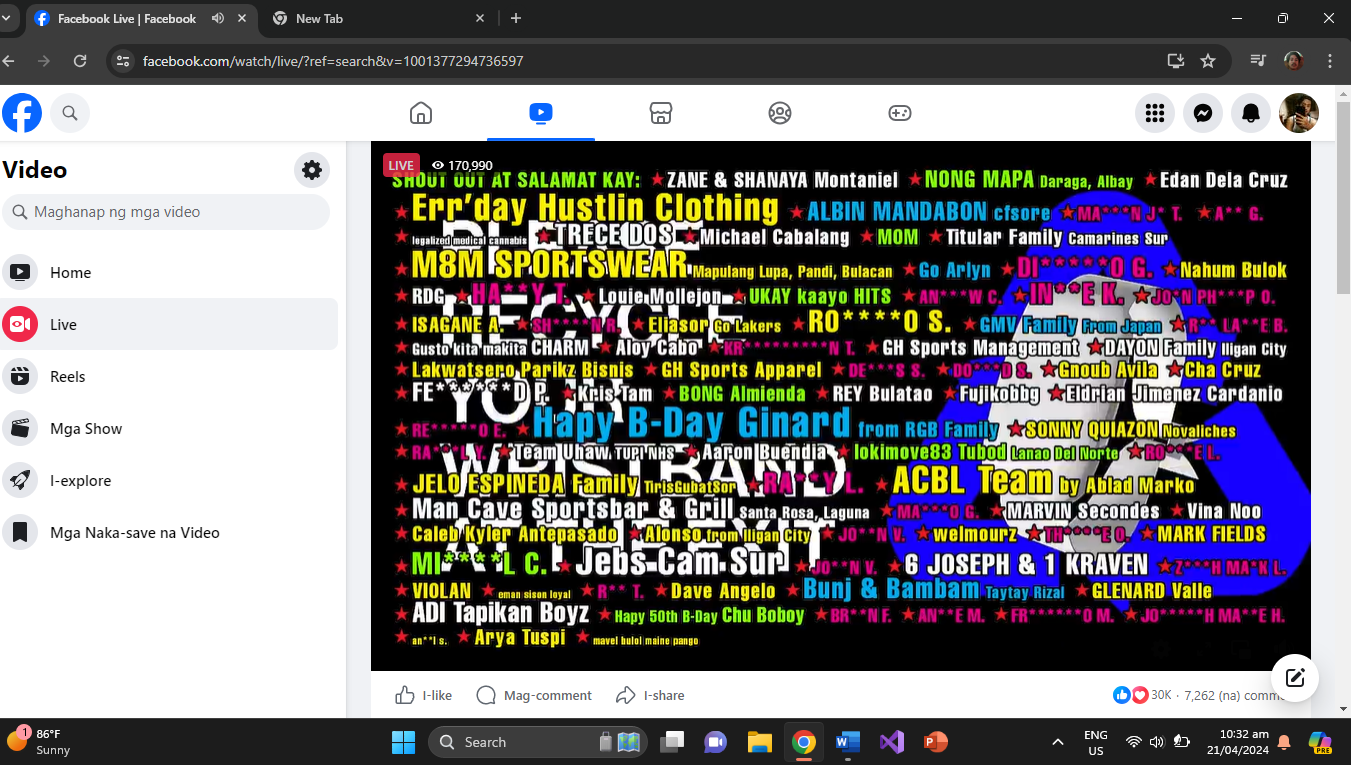 Facebook Live | Facebook
New Tab
facebook.com/watch/live/?ref=search&v=1001377294736597
Video
Maghanap ng mga video
Home
Live
Reels
Mga Show
I-explore
Mga Naka-save na Video
LIVE 170,990
SHOUT OUT AT SALAMAT KAY: ★ZANE & SHANAYA Montaniel ★NONG MAPA Daraga, Albay ★Edan Dela Cruz
★Err'day Hustlin Clothing ★ALBIN MANDABON cfsore ★MA***N J* T. ★A** G.
★legalized medical cannabis ★TRECE DOS ★Michael Cabalang ★MOM ★Titular Family Camarines Sur
★M8M SPORTSWEAR Mapulang Lupa, Pandi, Bulacan ★Go Arlyn ★DI*****O G. ★Nahum Bulok
★RDG ★HA**Y T. ★Louie Mollejon ★UKAY kaayo HITS ★AN***W C. ★IN**E K. ★JO*N PH***P O.
★ISAGANE A. ★SH****N R. ★Eliasor Go Lakers ★RO****O S. ★GMV Family From Japan ★R** LA**E B.
★Gusto kita makita CHARM ★Aloy Cabo ★KR*********N T. ★GH Sports Management ★DAYON Family Iligan City
★Lakwatsero Parikz Bisnis ★GH Sports Apparel ★DE***S S. ★DO***D S. ★Gnoub Avila ★Cha Cruz
★FE******D P. ★Kris Tam ★BONG Almienda ★REY Bulatao ★Fujikobbg ★Eldrian Jimenez Cardanio
★RE*****O E. ★Hapy B-Day Ginard from RGB Family ★SONNY QUIAZON Novaliches
★RA***L Y. ★Team Uhaw TUPI NHS ★Aaron Buendia ★lokimove83 Tubod Lanao Del Norte ★RO***E L.
★JELO ESPINEDA Family TirisGubatSor ★RA**Y L. ★ACBL Team by Ablad Marko
★Man Cave Sportsbar & Grill Santa Rosa, Laguna ★MA***O G. ★MARVIN Secondes ★Vina Noo
★Caleb Kyler Antepasado ★Alonso from Iligan City ★JO**N V. ★welmourz ★TH****E O. ★MARK FIELDS
★MI****L C. ★Jebs Cam Sur ★JO**N V. ★6 JOSEPH & 1 KRAVEN ★Z***H MA*K L.
★VIOLAN ★eman sison loyal ★R** T. ★Dave Angelo ★Bunj & Bambam Taytay Rizal ★GLENARD Valle
★ADI Tapikan Boyz ★Hapy 50th B-Day Chu Boboy ★BR**N F. ★AN**E M. ★FR******O M. ★JO*****H MA**H.
★an**l s. ★Arya Tuspi ★mavel bulol maine pango
PLEASE
RECYCLE
YOUR
WRISTBAND
AT THE EXIT
I-like Mag-comment I-share 30K · 7,262 (na) comm
1 86°F
Sunny
Search
ENG
US
10:32 am
21/04/2024
PRE